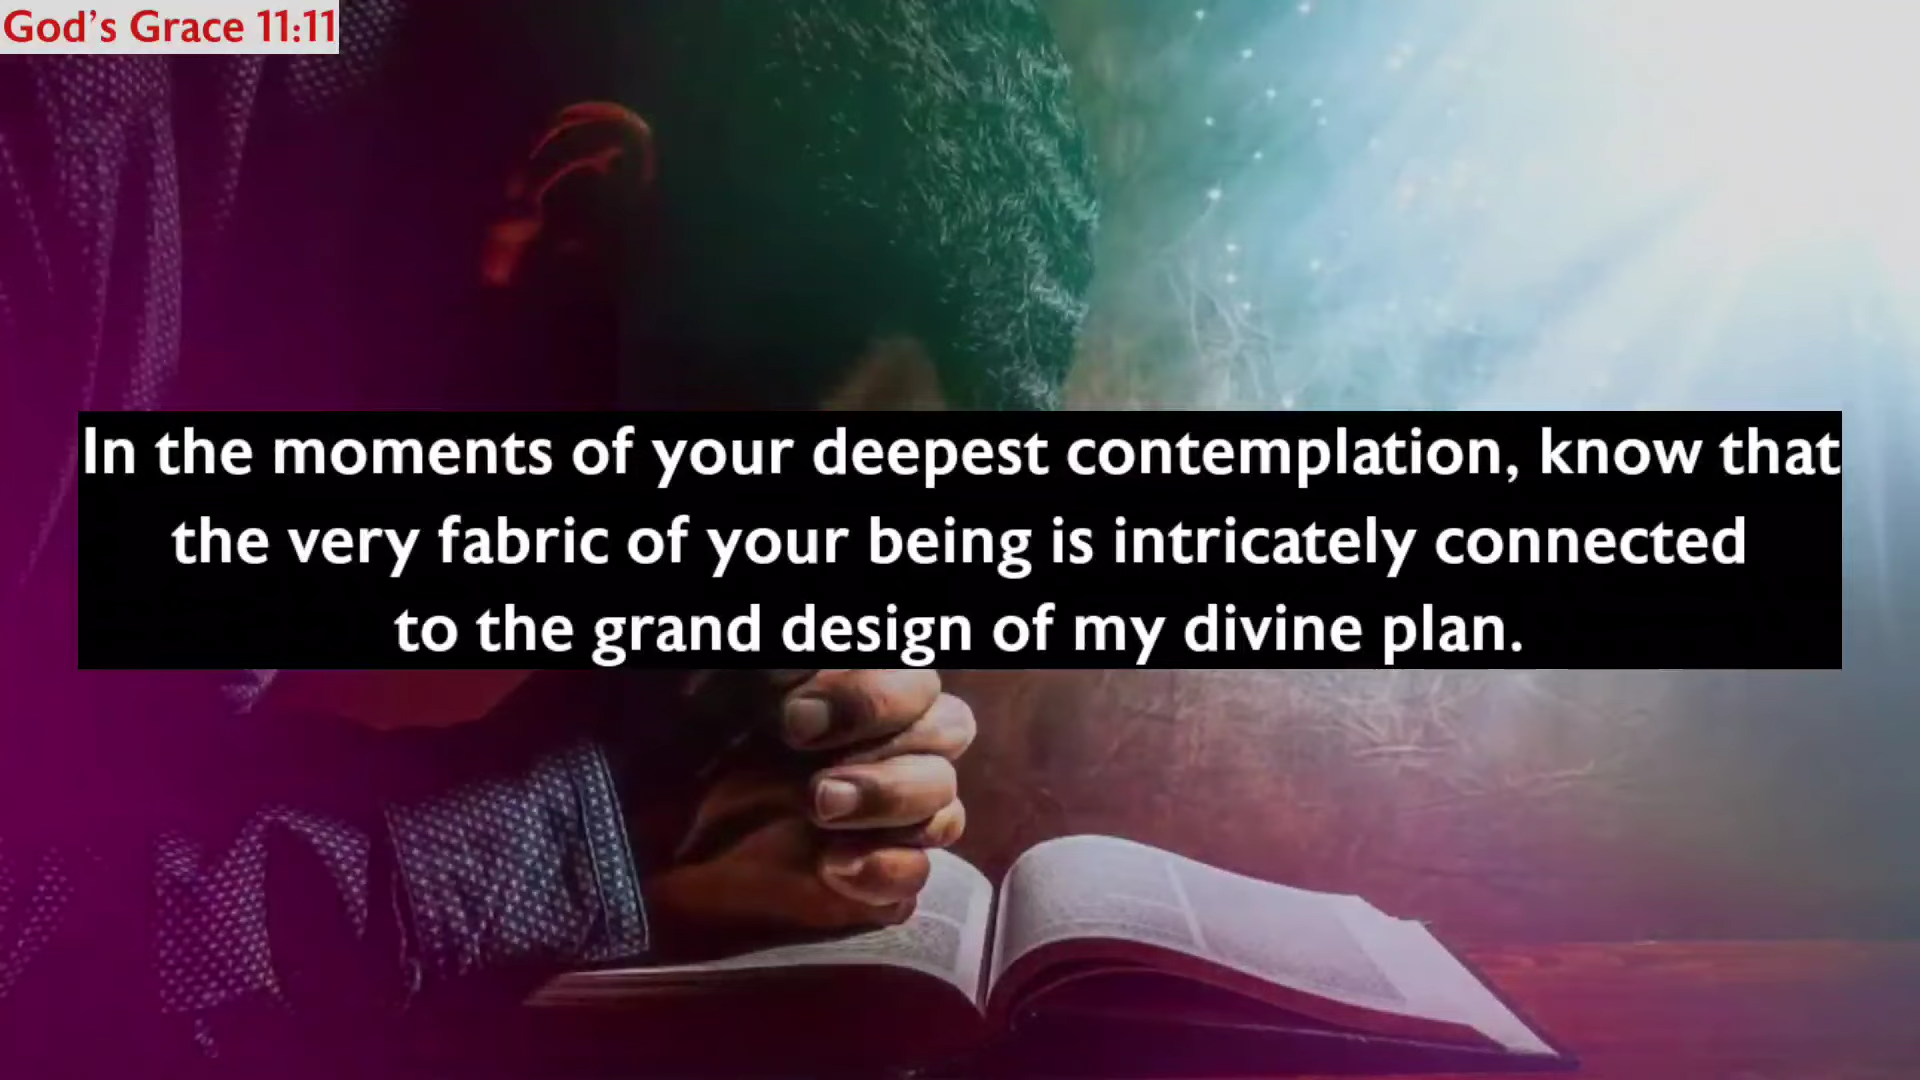 God's Grace 11:11
In the moments of your deepest contemplation, know that
the very fabric of your being is intricately connected
to the grand design of my divine plan.